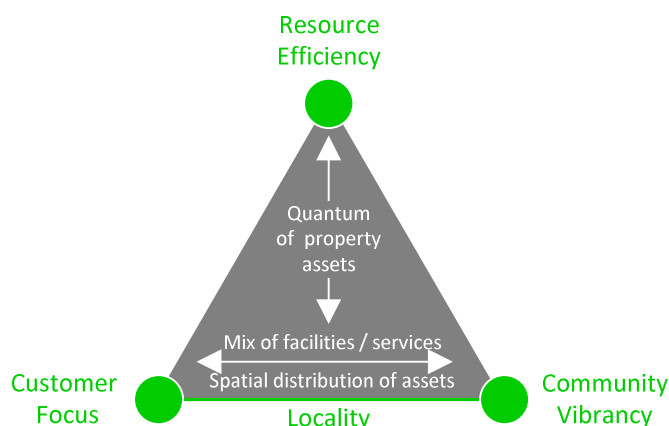 Resource
Efficiency
Quantum
of property
assets
Mix of facilities / services
Spatial distribution of assets
Customer
Focus
Community
Vibrancy
Locality